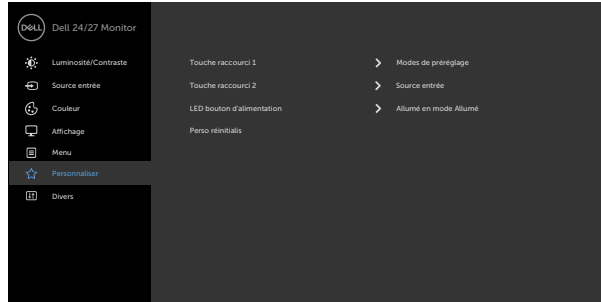 DELL Dell 24/27 Monitor
Luminosité/Contraste Touche raccourci 1 Modes de préréglage
Source entrée Touche raccourci 2 Source entrée
Couleur LED bouton d'alimentation Allumé en mode Allumé
Affichage Perso réinitialis
Menu
Personnaliser
Divers